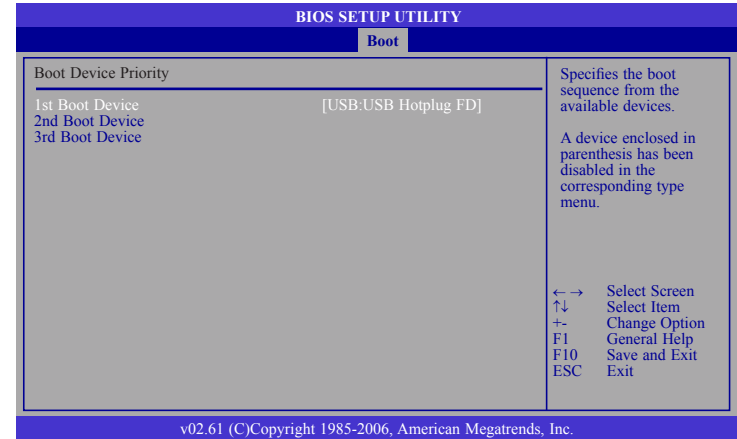 BIOS SETUP UTILITY
Boot
Boot Device Priority
1st Boot Device [USB:USB Hotplug FD]
2nd Boot Device
3rd Boot Device
Specifies the boot
sequence from the
available devices.
A device enclosed in
parenthesis has been
disabled in the
corresponding type
menu.
←→ Select Screen
↑↓ Select Item
+- Change Option
F1 General Help
F10 Save and Exit
ESC Exit
v02.61 (C)Copyright 1985-2006, American Megatrends, Inc.